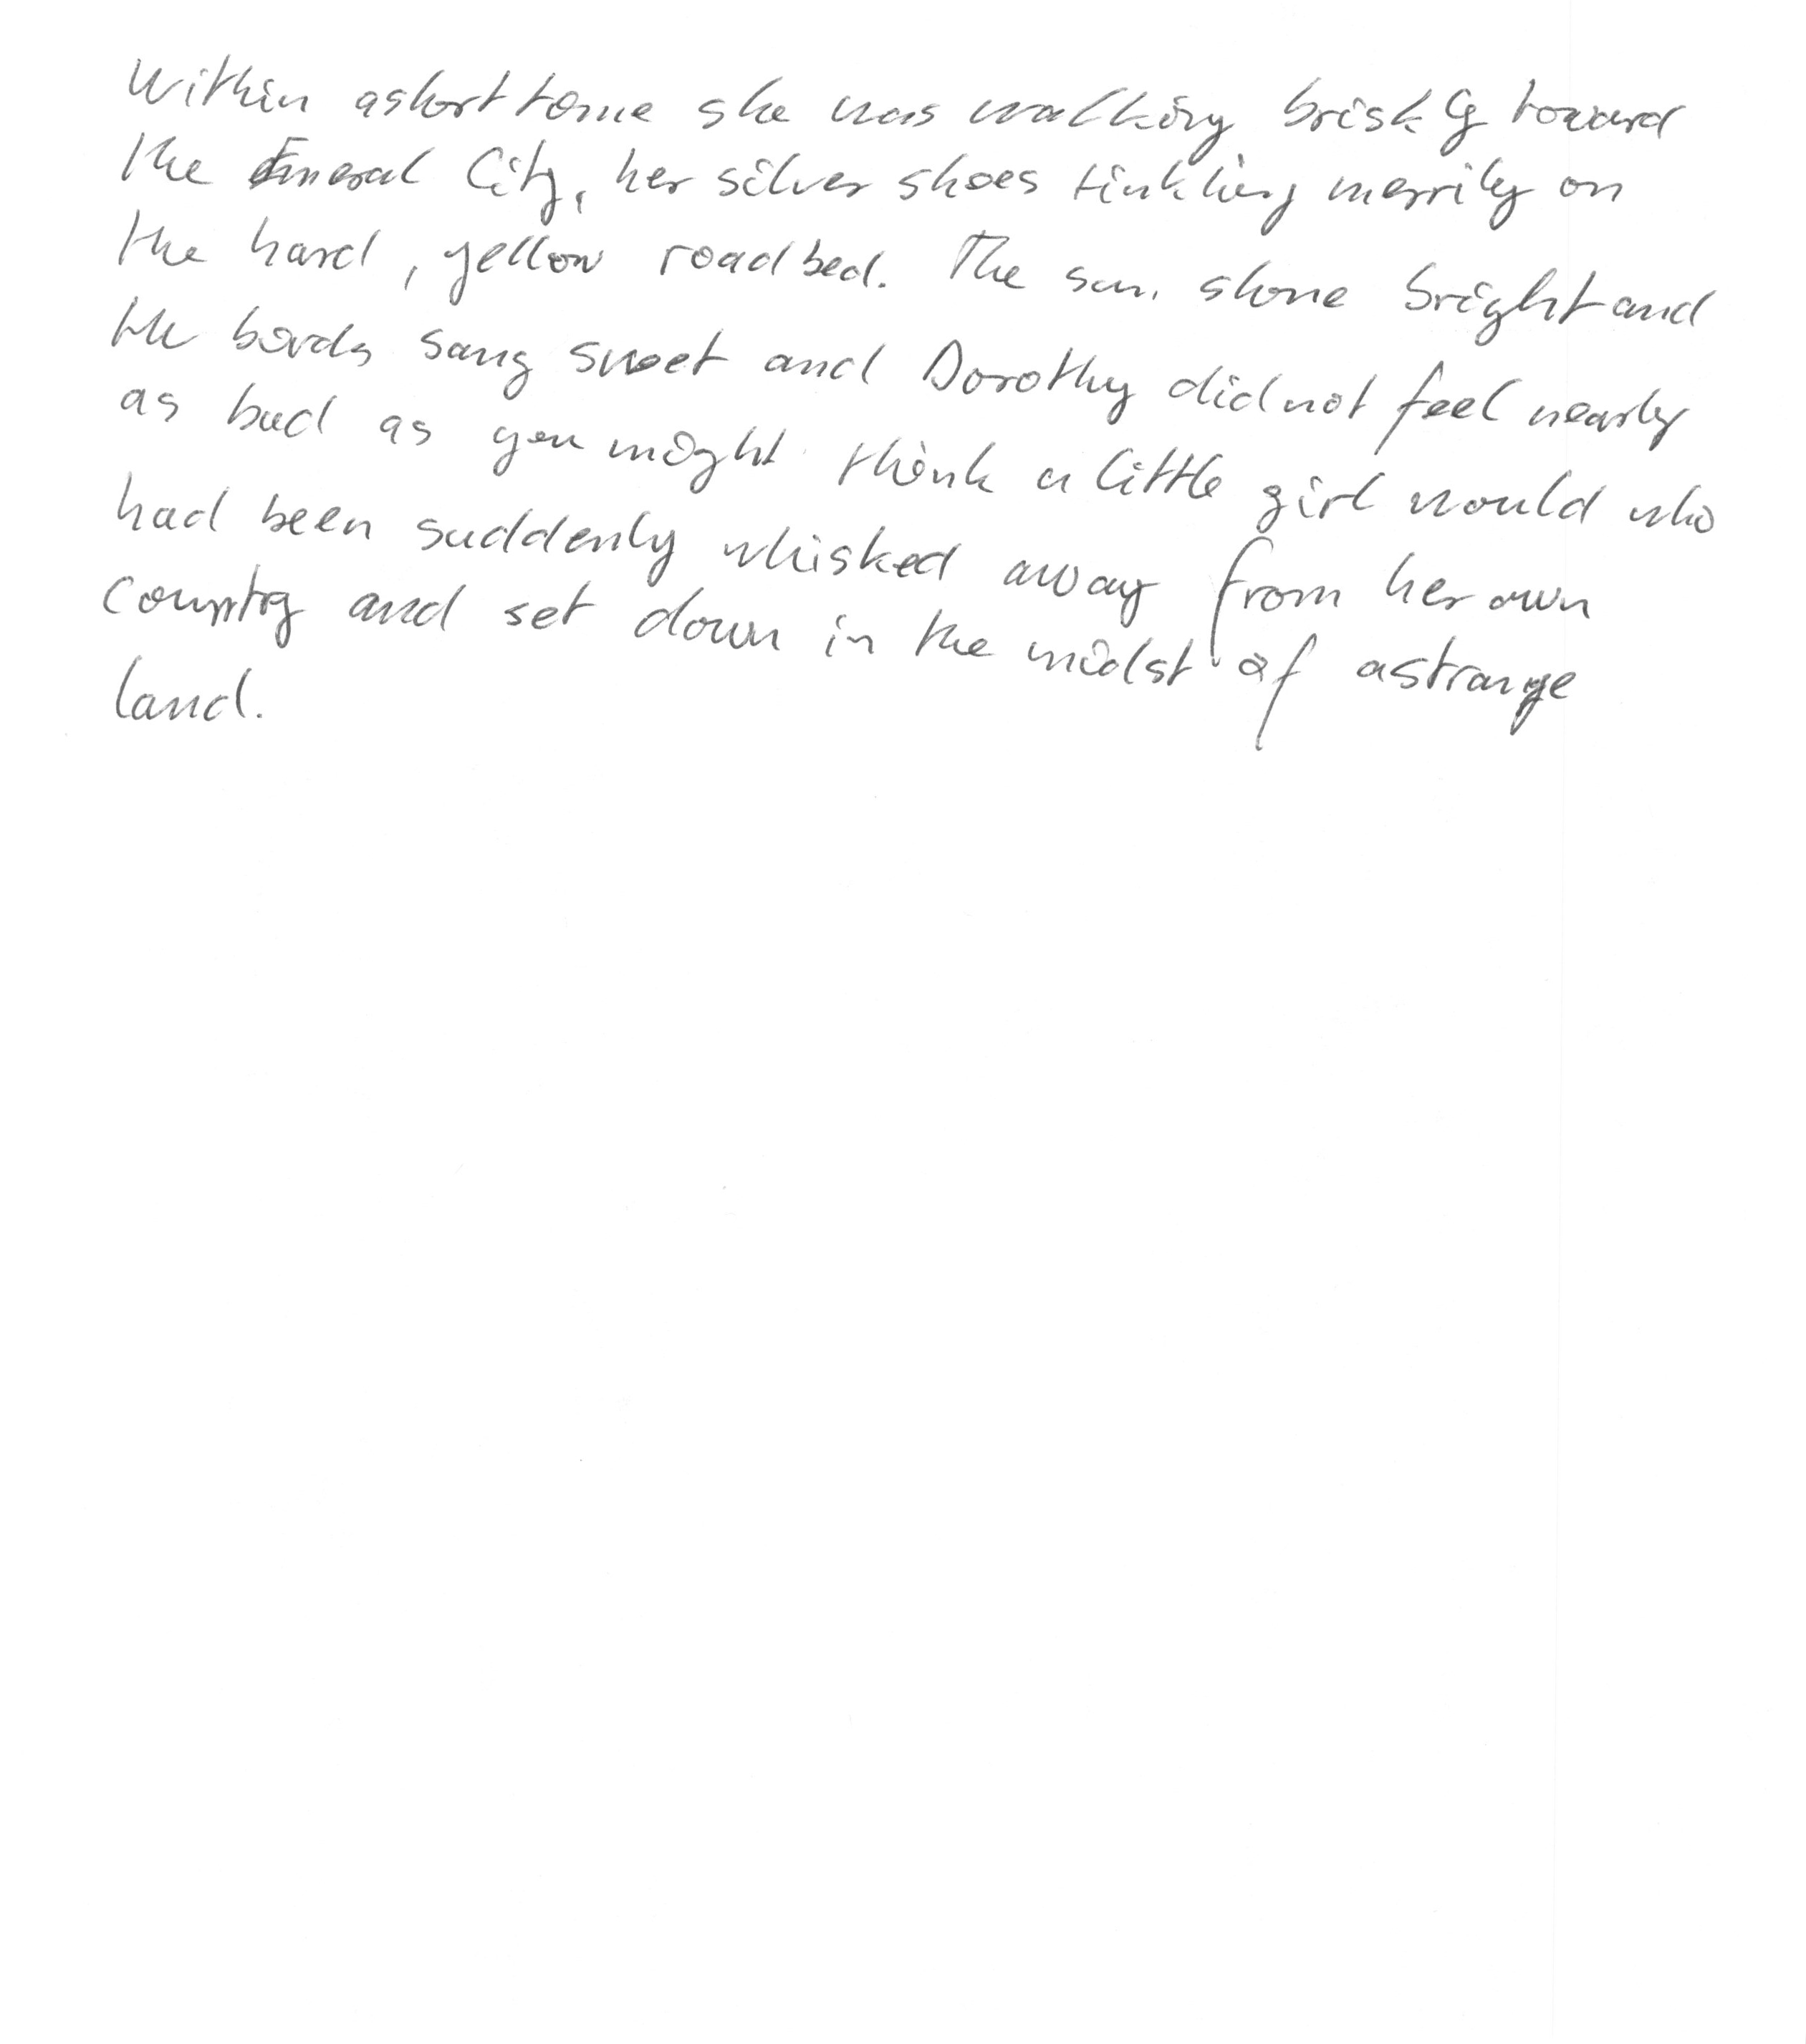 Within a short time she was walking briskly toward
the Emeral City, her silver shoes tinkling merrily on
the hard, yellow roadbed. The sun shone bright and
the birds sang sweet and Dorothy did not feel nearly
as bad as you might think a little girl would who
had been suddenly whisked away from her own
country and set down in the midst of a strange
land.